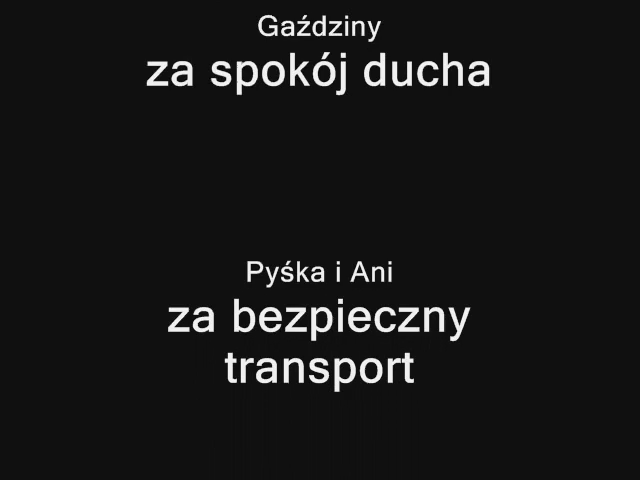 Gaździny
za spokój ducha
Pyśka i Ani
za bezpieczny
transport